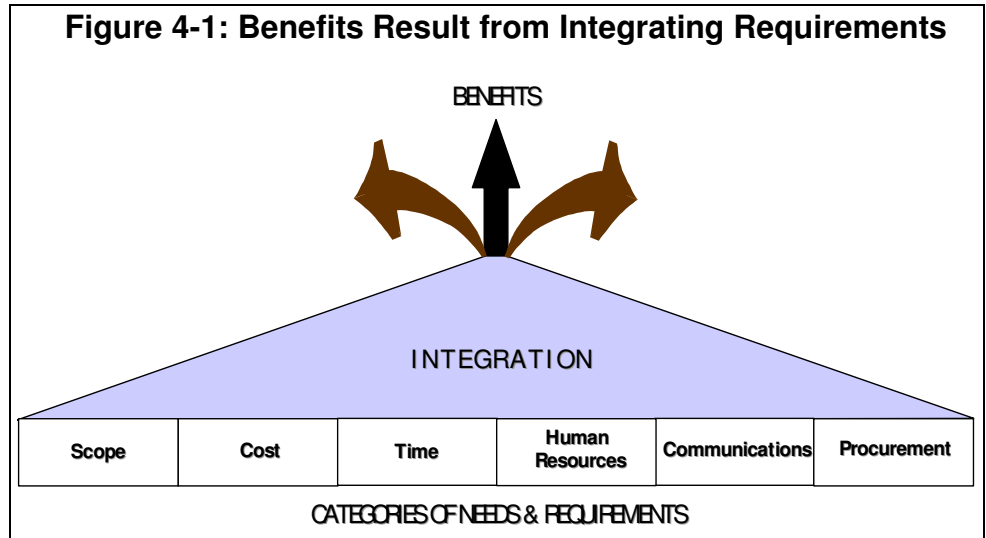 Figure 4-1: Benefits Result from Integrating Requirements
BENEFITS
INTEGRATION
Scope
Cost
Time
Human
Resources
Communications
Procurement
CATEGORIES OF NEEDS & REQUIREMENTS